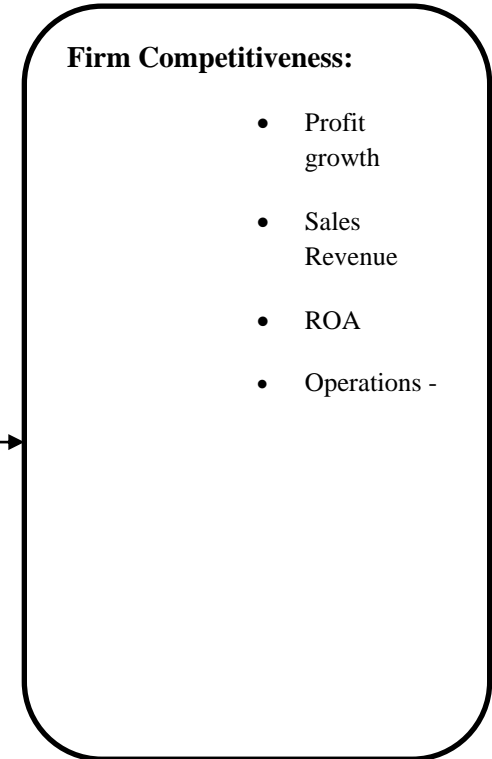 Firm Competitiveness:
• Profit
growth
• Sales
Revenue
• ROA
• Operations -